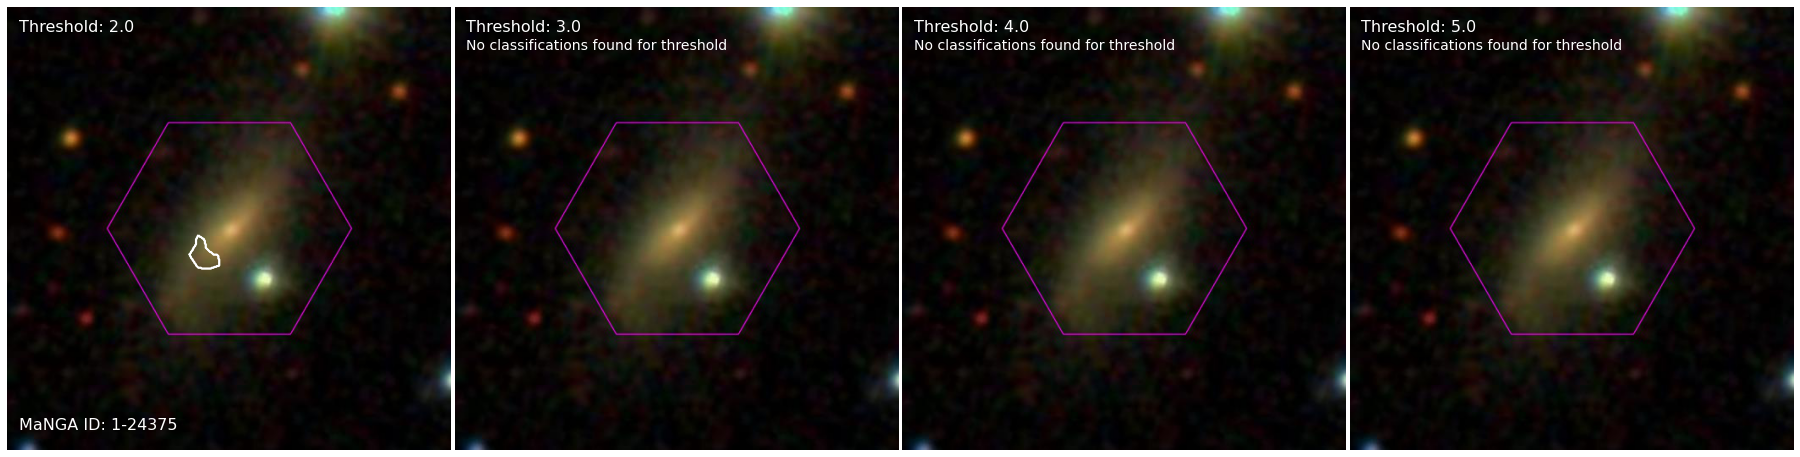 Threshold: 2.0
MaNGA ID: 1-24375
Threshold: 3.0
No classifications found for threshold
Threshold: 4.0
No classifications found for threshold
Threshold: 5.0
No classifications found for threshold